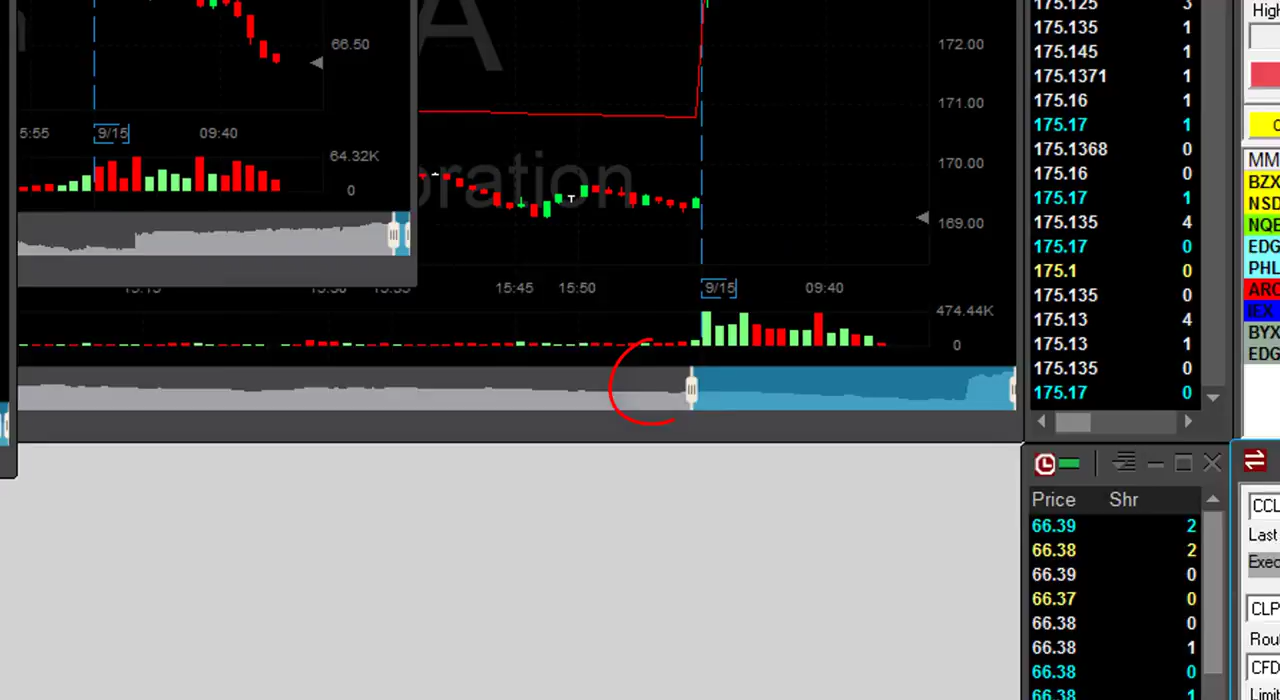 66.50
5:55
9/15
09:40
64.32K
0
A
172.00
171.00
170.00
oration
169.00
15:45
15:50
9/15
09:40
474.44K
0
175.125 3
175.135 1
175.145 1
175.1371 1
175.16 1
175.17 1
175.1368 0
175.16 0
175.17 1
175.135 4
175.17 0
175.1 0
175.135 0
175.13 4
175.13 1
175.135 0
175.17 0
High
MM
BZX
NSD
NQE
EDG
PHL
ARC
IEX
BYX
EDG
Price Shr
66.39 2
66.38 2
66.39 0
66.37 0
66.38 0
66.38 1
66.38 0
66.38 1
CCL
Last
Exec
CLP
Rou
CFD
Limit